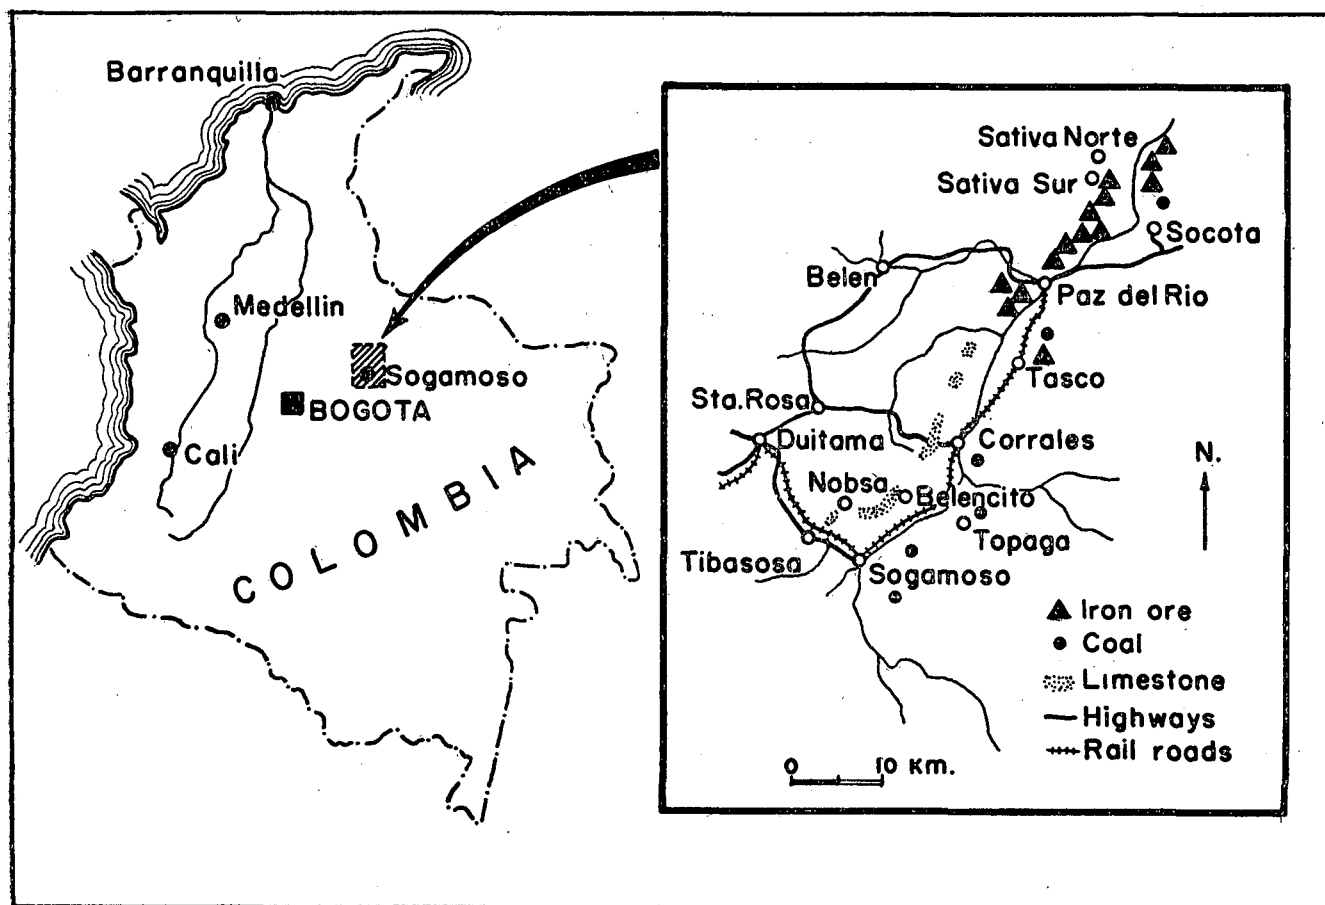 Barranquilla
Medellin
Sogamoso
BOGOTA
Cali
COLOMBIA
Sativa Norte
Sativa Sur
Socota
Belen
Paz del Rio
Tasco
Sta. Rosa
Duitama
Corrales
N.
Nobsa
Belencito
Topaga
Tibasosa
Sogamoso
Iron ore
Coal
Limestone
Highways
Rail roads
0 10 Km.